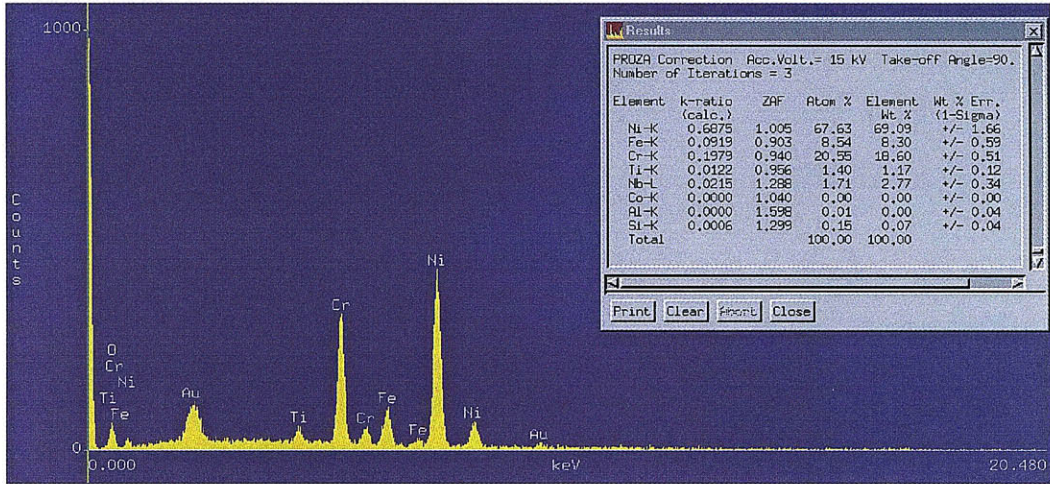 1000
Counts
0
O
Cr
Ni
Ti
Fe
Au
Ti
Cr
Cr
Fe
Fe
Ni
Ni
Au
0.000 keV 20.480
Results
PROZA Correction Acc.Volt.= 15 kV Take-off Angle=90.
Number of Iterations = 3
Element k-ratio ZAF Atom % Element Wt % Err.
(calc.) Wt % (1-Sigma)
Ni-K 0.6875 1.005 67.63 69.09 +/- 1.66
Fe-K 0.0919 0.903 8.54 8.30 +/- 0.59
Cr-K 0.1979 0.940 20.55 18.60 +/- 0.51
Ti-K 0.0122 0.956 1.40 1.17 +/- 0.12
Nb-L 0.0215 1.288 1.71 2.77 +/- 0.34
Co-K 0.0000 1.040 0.00 0.00 +/- 0.00
Al-K 0.0000 1.598 0.01 0.00 +/- 0.04
Si-K 0.0006 1.299 0.15 0.07 +/- 0.04
Total 100.00 100.00
Print Clear Abort Close